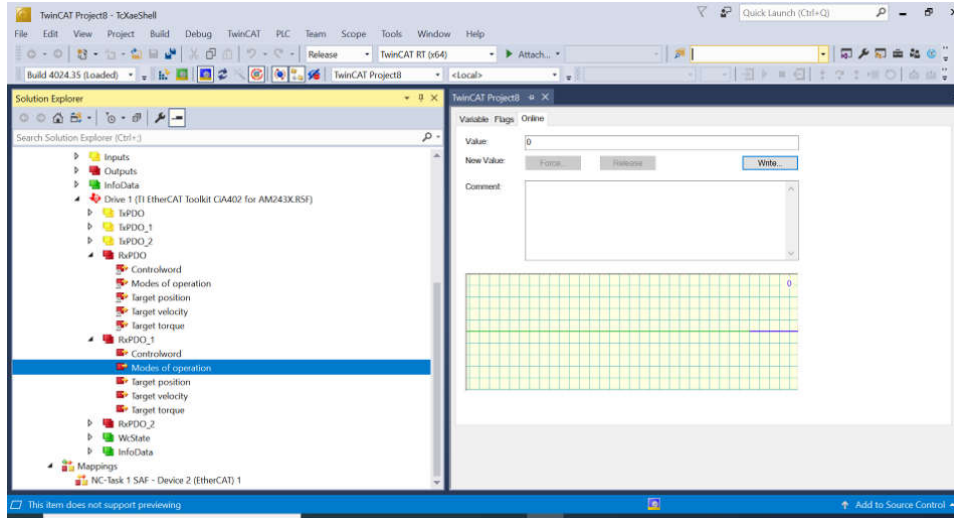 TwinCAT Project8 - TcXaeShell
Quick Launch (Ctrl+Q)
File Edit View Project Build Debug TwinCAT PLC Team Scope Tools Window Help
Release TwinCAT RT (x64) Attach...
Build 4024.35 (Loaded) TwinCAT Project8 <Local>
Solution Explorer
Search Solution Explorer (Ctrl+;)
Inputs
Outputs
InfoData
Drive 1 (TI EtherCAT Toolkit CiA402 for AM243X.R5F)
TxPDO
TxPDO_1
TxPDO_2
RxPDO
Controlword
Modes of operation
Target position
Target velocity
Target torque
RxPDO_1
Controlword
Modes of operation
Target position
Target velocity
Target torque
RxPDO_2
WcState
InfoData
Mappings
NC-Task 1 SAF - Device 2 (EtherCAT) 1
TwinCAT Project8
Variable Flags Online
Value: 0
New Value: Force... Release Write...
Comment:
0
This item does not support previewing
Add to Source Control